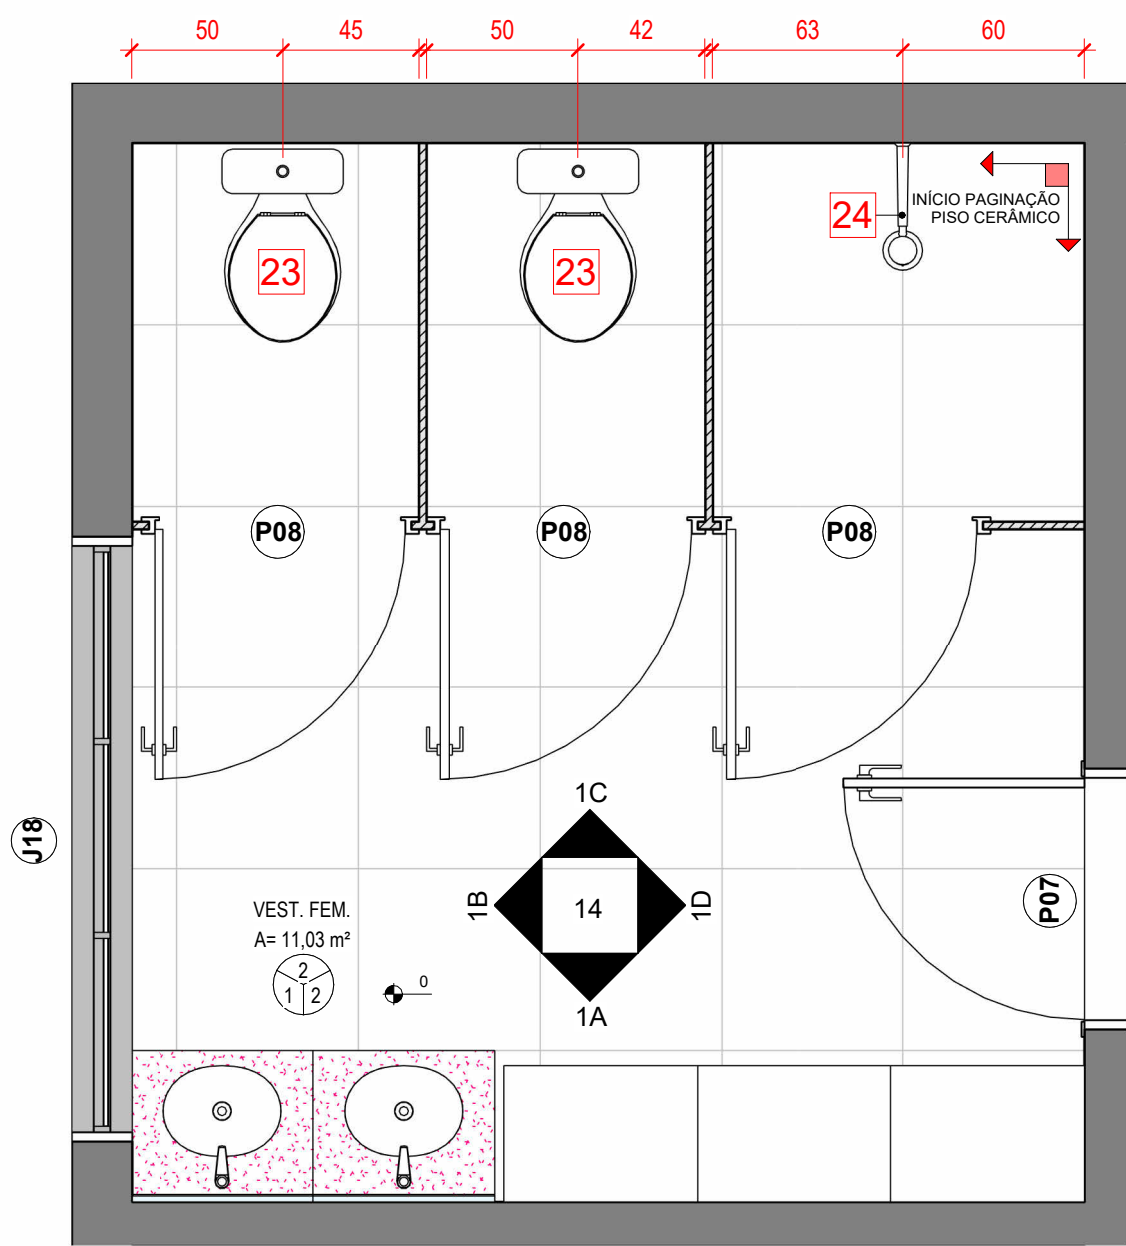 50 45 50 42 63 60
INÍCIO PAGINAÇÃO
PISO CERÂMICO
24
23 23
P08 P08 P08
1C
J18
1B 14 1D
P07
VEST. FEM.
A= 11,03 m²
2
1 2
0
1A